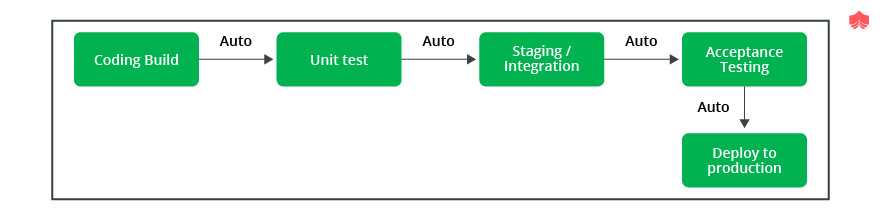 Auto
Auto
Auto
Coding Build
Unit test
Staging /
Integration
Acceptance
Testing
Auto
Deploy to
production